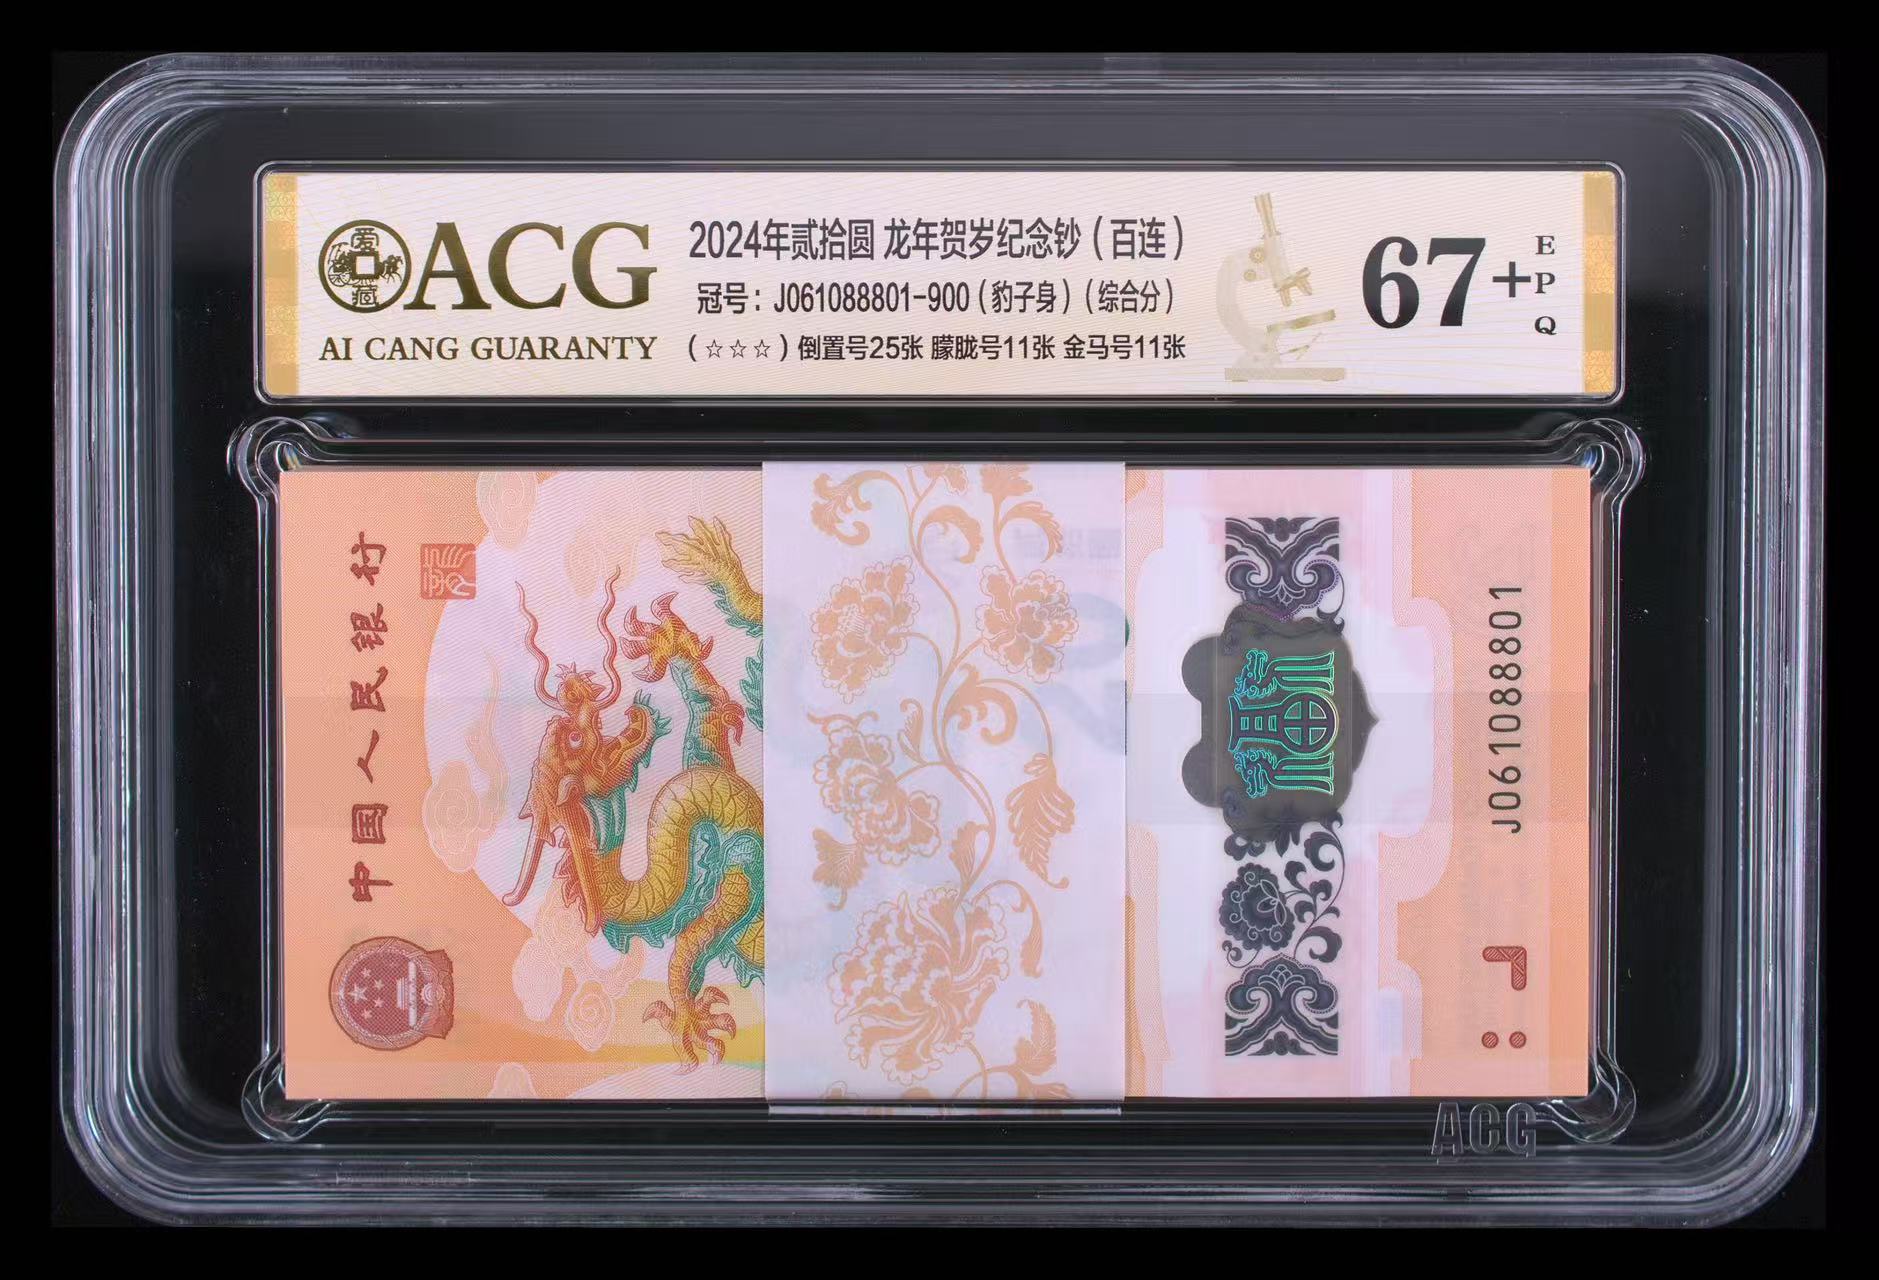 爱藏
ACG
AI CANG GUARANTY
2024年贰拾圆 龙年贺岁纪念钞（百连）
冠号：J061088801-900（豹子身）（综合分）
（☆☆☆）倒置号25张 朦胧号11张 金马号11张
67+
EPQ
中国人民银行
J061088801
ACG